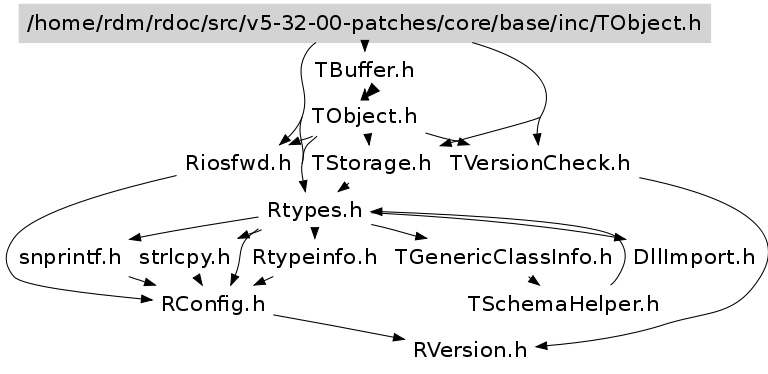 /home/rdm/rdoc/src/v5-32-00-patches/core/base/inc/TObject.h
TBuffer.h
TObject.h
Riosfwd.h TStorage.h TVersionCheck.h
Rtypes.h
snprintf.h strlcpy.h Rtypeinfo.h TGenericClassInfo.h DllImport.h
RConfig.h TSchemaHelper.h
RVersion.h